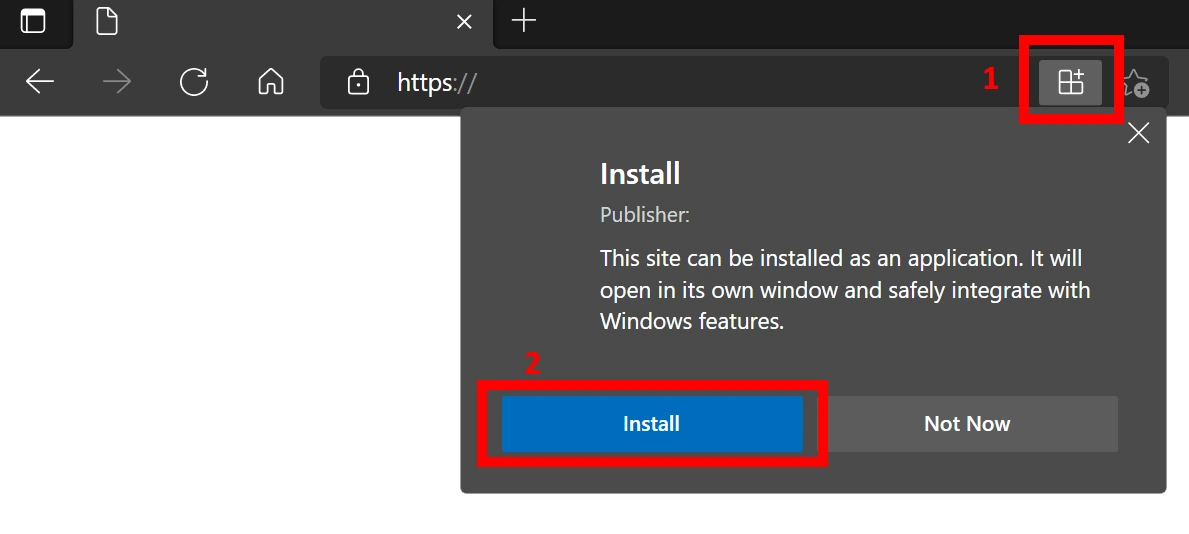 https://
1
Install
Publisher:
This site can be installed as an application. It will
open in its own window and safely integrate with
Windows features.
2
Install
Not Now